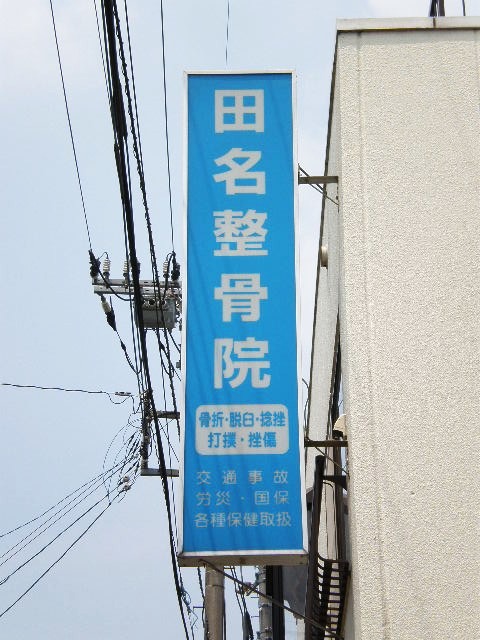 田名整骨院
骨折・脱臼・捻挫
打撲・挫傷
交通事故
労災・国保
各種保健取扱